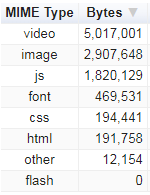 MIME Type Bytes ▼
video 5,017,001
image 2,907,648
js 1,820,129
font 469,531
css 194,441
html 191,758
other 12,154
flash 0